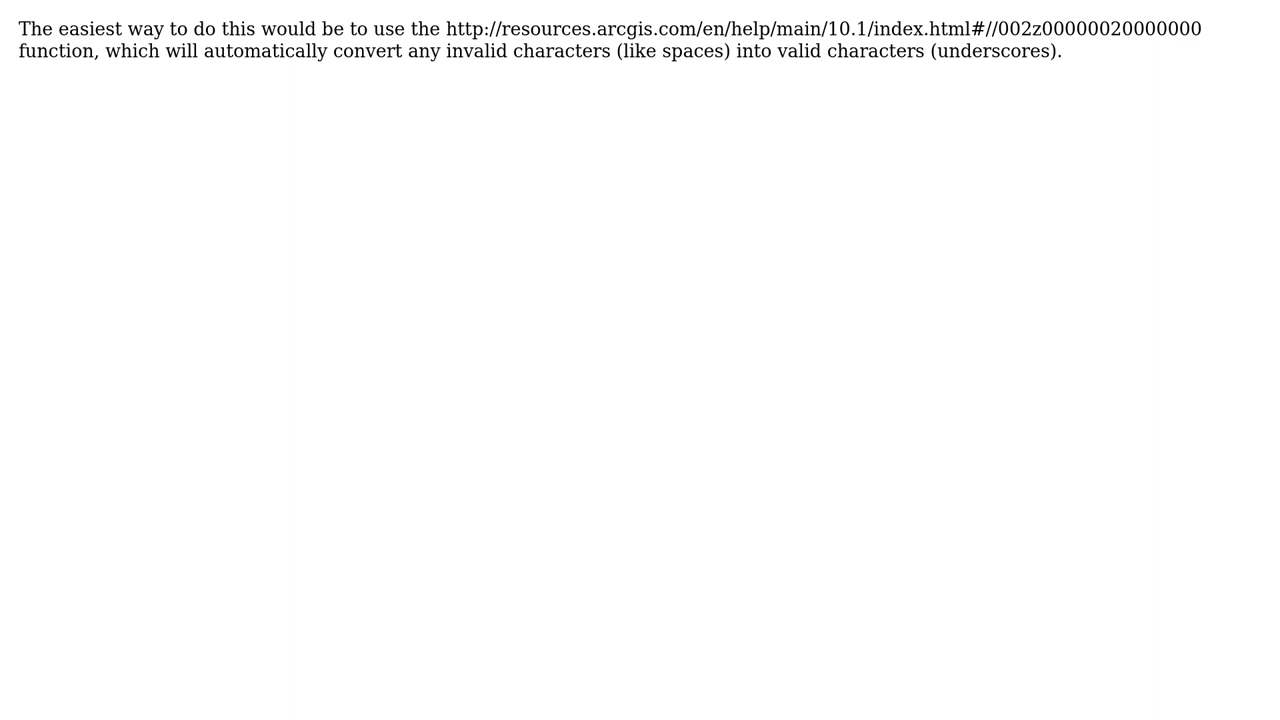 The easiest way to do this would be to use the http://resources.arcgis.com/en/help/main/10.1/index.html#//002z00000020000000
function, which will automatically convert any invalid characters (like spaces) into valid characters (underscores).